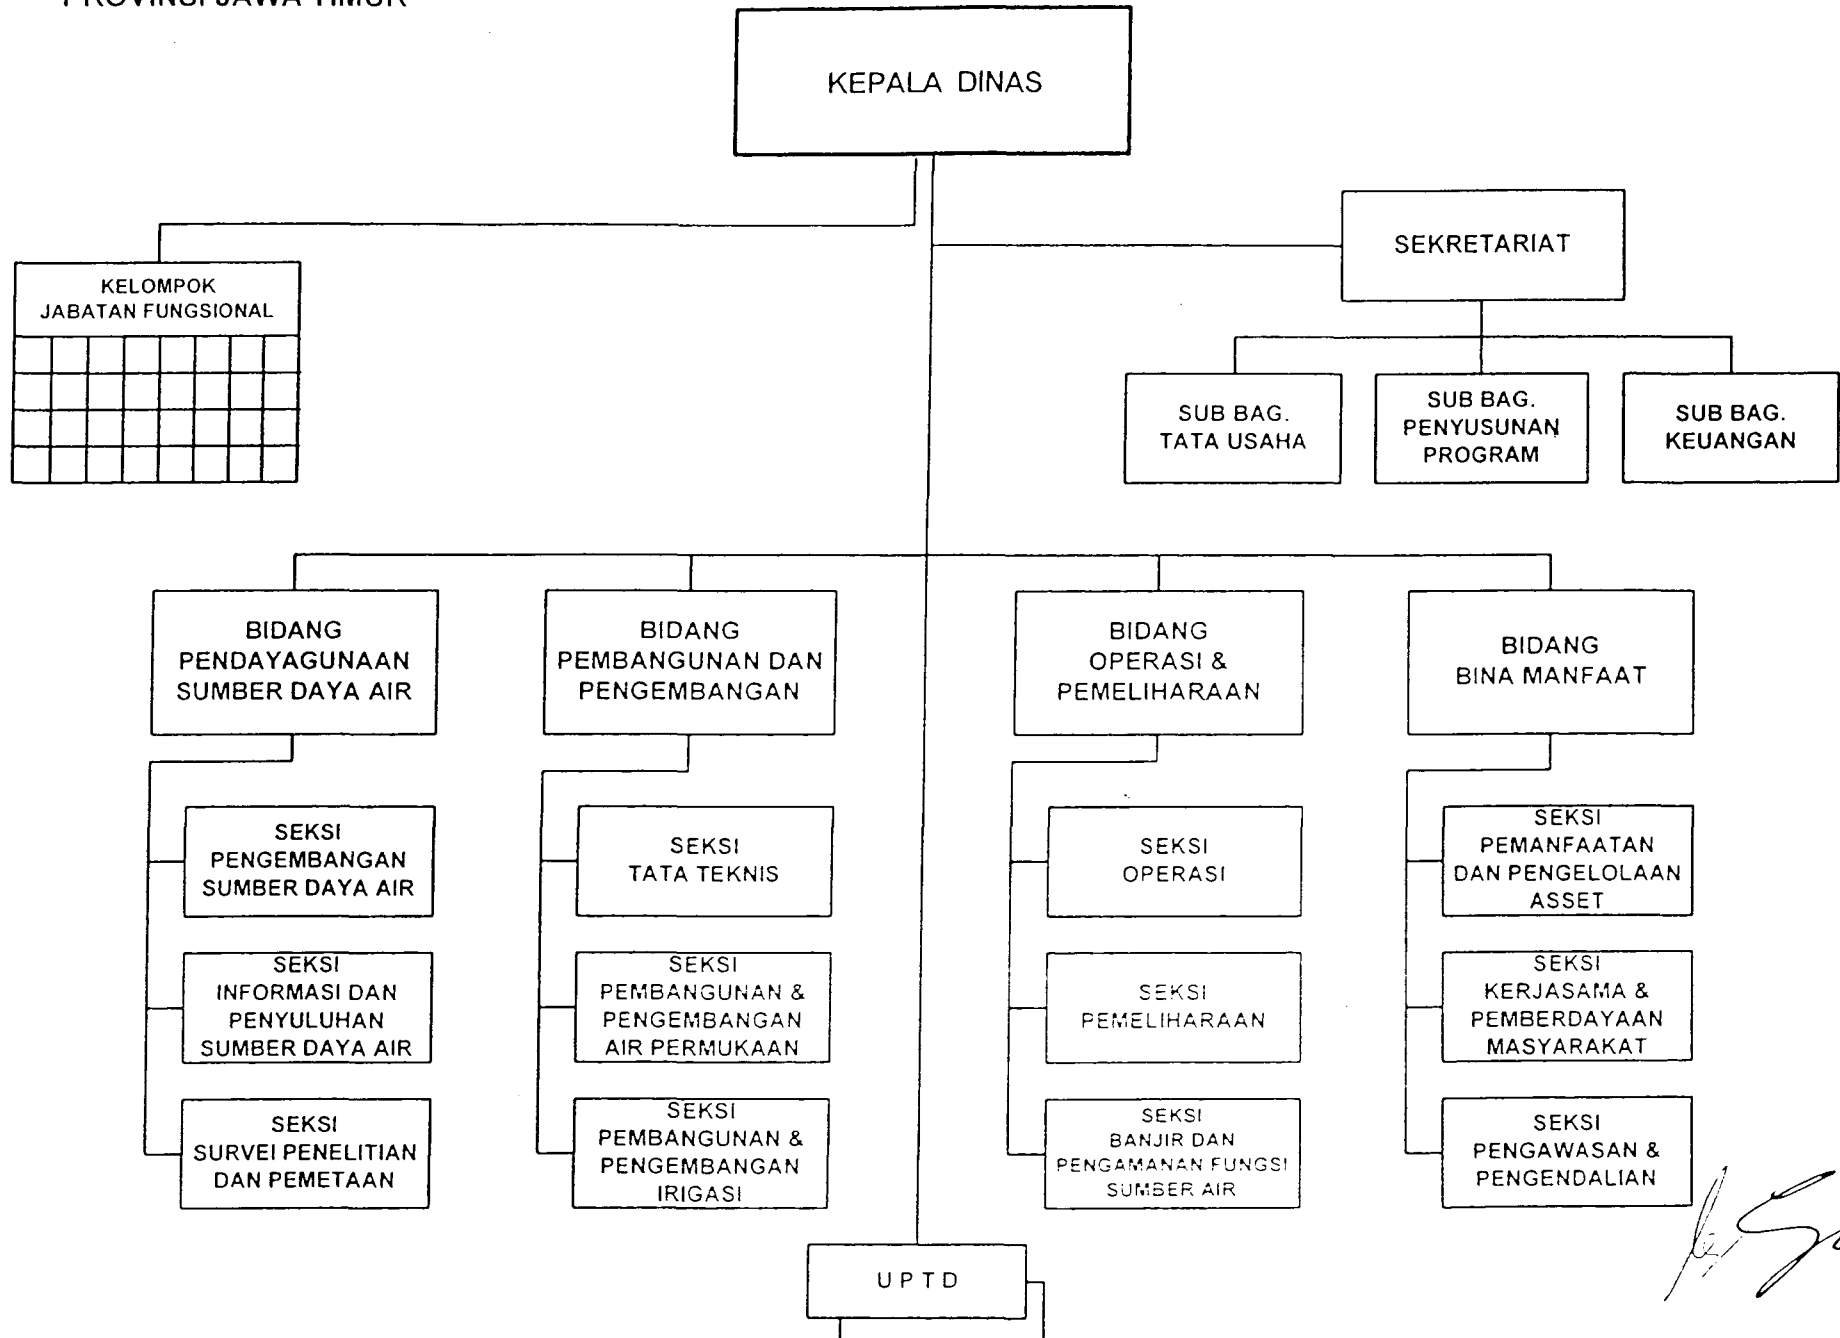 PROVINSI JAWA TIMUR
KEPALA DINAS
SEKRETARIAT
KELOMPOK
JABATAN FUNGSIONAL
SUB BAG.
TATA USAHA
SUB BAG.
PENYUSUNAN
PROGRAM
SUB BAG.
KEUANGAN
BIDANG
PENDAYAGUNAAN
SUMBER DAYA AIR
BIDANG
PEMBANGUNAN DAN
PENGEMBANGAN
BIDANG
OPERASI &
PEMELIHARAAN
BIDANG
BINA MANFAAT
SEKSI
PENGEMBANGAN
SUMBER DAYA AIR
SEKSI
TATA TEKNIS
SEKSI
OPERASI
SEKSI
PEMANFAATAN
DAN PENGELOLAAN
ASSET
SEKSI
INFORMASI DAN
PENYULUHAN
SUMBER DAYA AIR
SEKSI
PEMBANGUNAN &
PENGEMBANGAN
AIR PERMUKAAN
SEKSI
PEMELIHARAAN
SEKSI
KERJASAMA &
PEMBERDAYAAN
MASYARAKAT
SEKSI
SURVEI PENELITIAN
DAN PEMETAAN
SEKSI
PEMBANGUNAN &
PENGEMBANGAN
IRIGASI
SEKSI
BANJIR DAN
PENGAMANAN FUNGSI
SUMBER AIR
SEKSI
PENGAWASAN &
PENGENDALIAN
U P T D